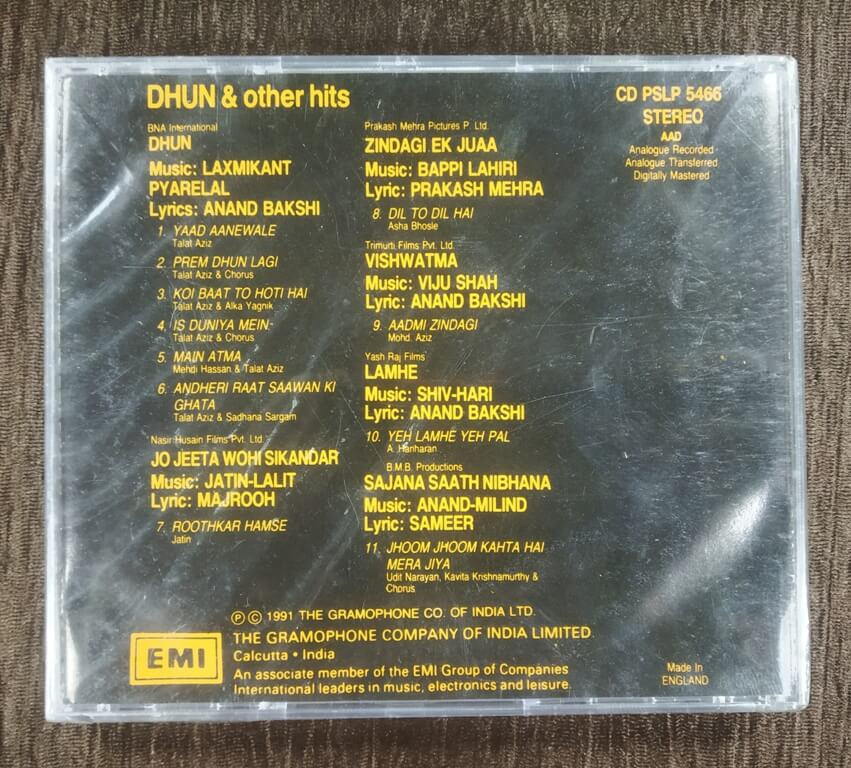 DHUN & other hits
BNA International
DHUN
Music: LAXMIKANT
PYARELAL
Lyrics: ANAND BAKSHI
1. YAAD AANEWALE
Talat Aziz
2. PREM DHUN LAGI
Talat Aziz & Chorus
3. KOI BAAT TO HOTI HAI
Talat Aziz & Alka Yagnik
4. IS DUNIYA MEIN
Talat Aziz & Chorus
5. MAIN ATMA
Mehdi Hassan & Talat Aziz
6. ANDHERI RAAT SAAWAN KI
GHATA
Talat Aziz & Sadhana Sargam
Nasir Husain Films Pvt. Ltd.
JO JEETA WOHI SIKANDAR
Music: JATIN-LALIT
Lyric: MAJROOH
7. ROOTHKAR HAMSE
Jatin
Prakash Mehra Pictures P. Ltd.
ZINDAGI EK JUAA
Music: BAPPI LAHIRI
Lyric: PRAKASH MEHRA
8. DIL TO DIL HAI
Asha Bhosle
Trimurti Films Pvt. Ltd.
VISHWATMA
Music: VIJU SHAH
Lyric: ANAND BAKSHI
9. AADMI ZINDAGI
Mohd. Aziz
Yash Raj Films
LAMHE
Music: SHIV-HARI
Lyric: ANAND BAKSHI
10. YEH LAMHE YEH PAL
A. Hariharan
B.M.B. Productions
SAJANA SAATH NIBHANA
Music: ANAND-MILIND
Lyric: SAMEER
11. JHOOM JHOOM KAHTA HAI
MERA JIYA
Udit Narayan, Kavita Krishnamurthy &
Chorus
CD PSLP 5466
STEREO
AAD
Analogue Recorded
Analogue Transferred
Digitally Mastered
Ⓟ © 1991 THE GRAMOPHONE CO. OF INDIA LTD.
EMI
THE GRAMOPHONE COMPANY OF INDIA LIMITED
Calcutta • India
An associate member of the EMI Group of Companies
International leaders in music, electronics and leisure.
Made In
ENGLAND